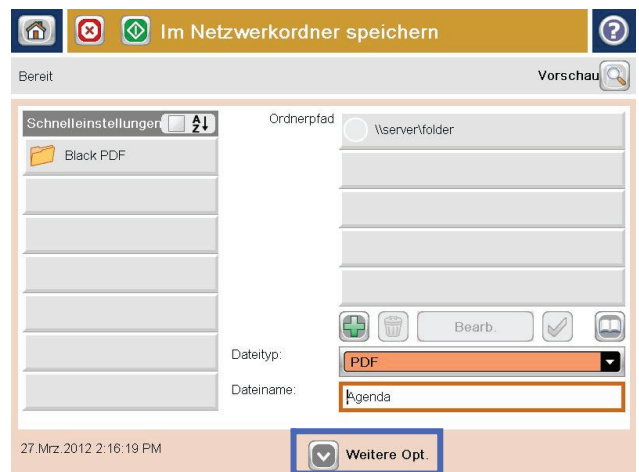 Im Netzwerkordner speichern
Bereit
Vorschau
Schnelleinstellungen
Black PDF
Ordnerpfad
\\server\folder
Bearb.
Dateityp:
PDF
Dateiname:
Agenda
27.Mrz.2012 2:16:19 PM
Weitere Opt.